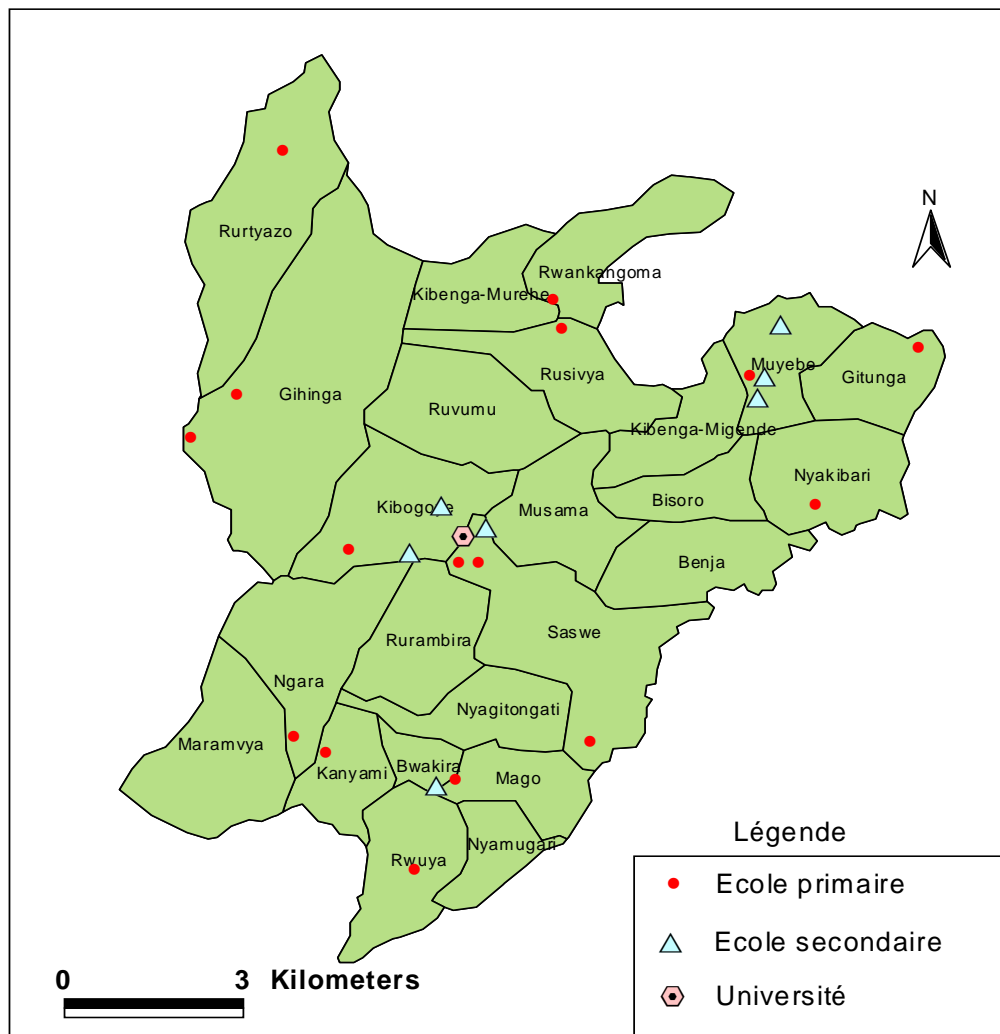 Rurtyazo
N
Rwankangoma
Kibenga-Murehe
Muyebe
Rusivya
Gitunga
Gihinga
Ruvumu
Kibenga-Migende
Nyakibari
Bisoro
Kibogoye
Musama
Benja
Saswe
Rurambira
Ngara
Nyagitongati
Maramvya
Bwakira
Kanyami
Mago
Légende
Nyamugari
Rwuya
Ecole primaire
Ecole secondaire
0 3 Kilometers
Université